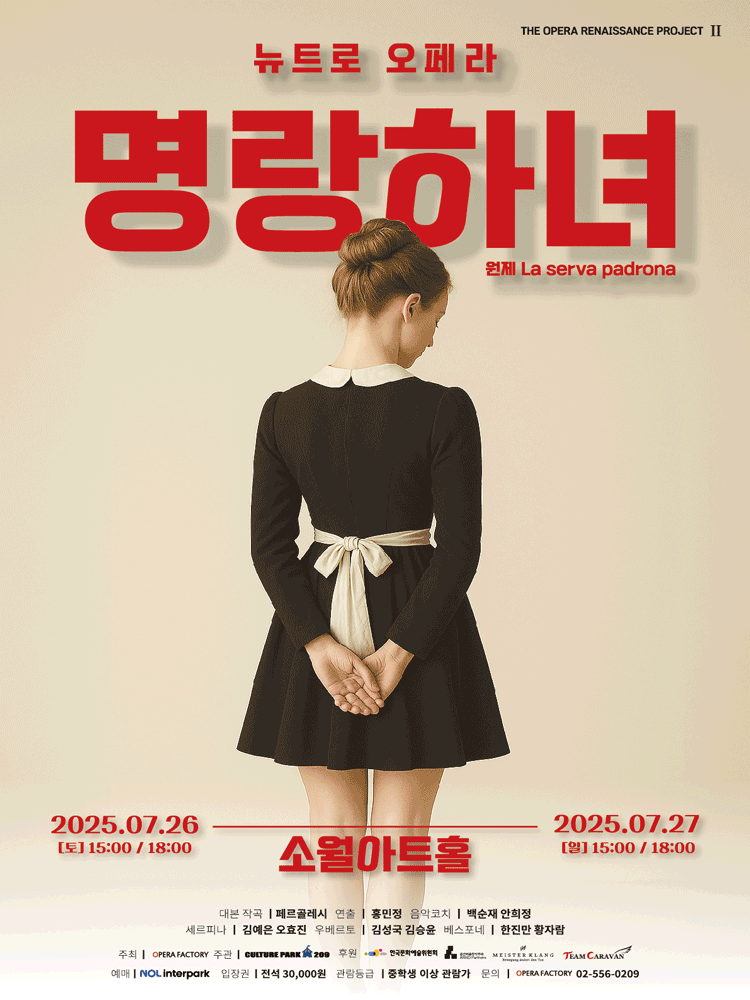 THE OPERA RENAISSANCE PROJECT II
뉴트로 오페라
명랑하녀
원제 La serva padrona
2025.07.26
[토] 15:00 / 18:00
소월아트홀
2025.07.27
[일] 15:00 / 18:00
대본 작곡 | 페르골레시 연출 | 홍민정 음악코치 | 백순재 안희정
세르피나 | 김예은 오효진 우베르토 | 김성국 김승윤 베스포네 | 한진만 황자람
주최 | OPERA FACTORY 주관 | CULTURE PARK 209 후원 | 한국문화예술위원회 MEISTER KLANG TEAM CARAVAN
예매 | NOL interpark 입장권 | 전석 30,000원 관람등급 | 중학생 이상 관람가 문의 | OPERA FACTORY 02-556-0209